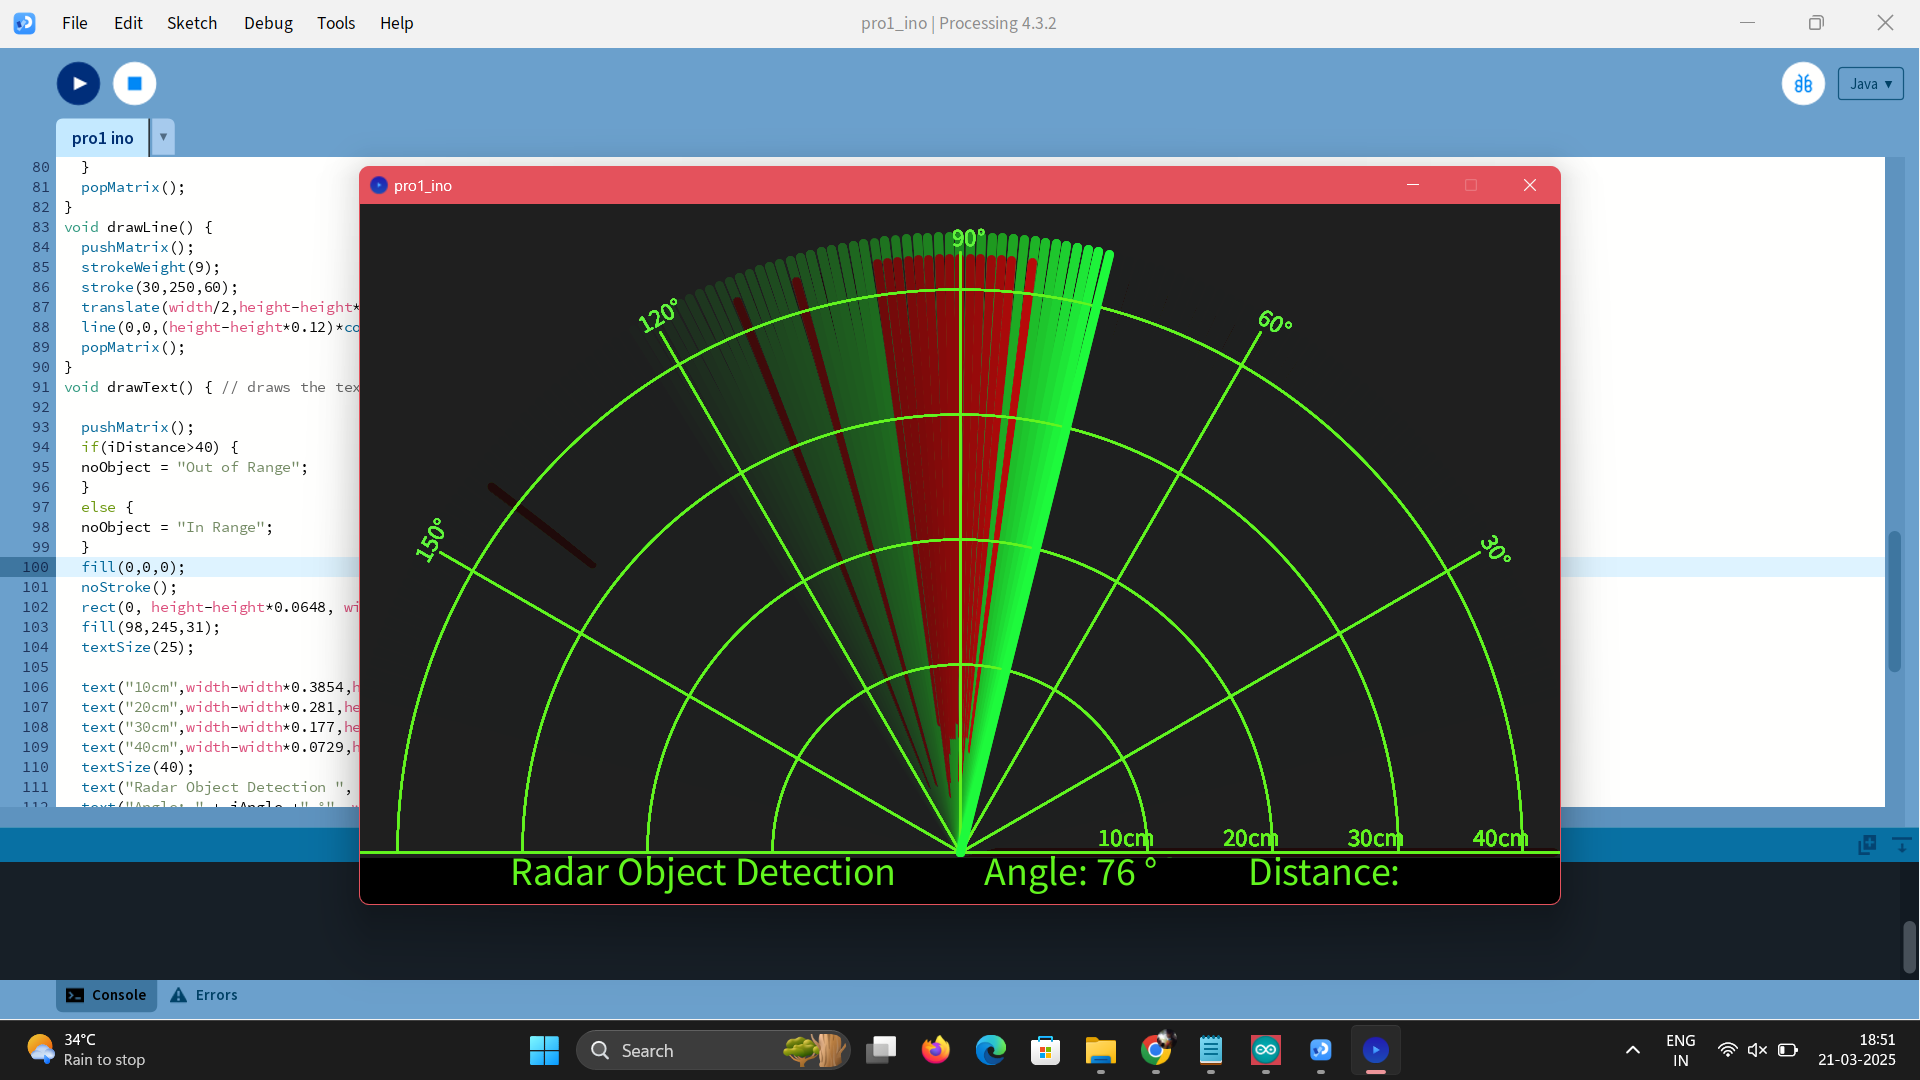 File Edit Sketch Debug Tools Help
pro1_ino | Processing 4.3.2
Java ▾
pro1 ino
80 }
81 popMatrix();
82 }
83 void drawLine() {
84 pushMatrix();
85 strokeWeight(9);
86 stroke(30,250,60);
87 translate(width/2,height-height*
88 line(0,0,(height-height*0.12)*co
89 popMatrix();
90 }
91 void drawText() { // draws the tex
92
93 pushMatrix();
94 if(iDistance>40) {
95 noObject = "Out of Range";
96 }
97 else {
98 noObject = "In Range";
99 }
100 fill(0,0,0);
101 noStroke();
102 rect(0, height-height*0.0648, wi
103 fill(98,245,31);
104 textSize(25);
105
106 text("10cm",width-width*0.3854,h
107 text("20cm",width-width*0.281,he
108 text("30cm",width-width*0.177,he
109 text("40cm",width-width*0.0729,h
110 textSize(40);
111 text("Radar Object Detection ",
pro1_ino
90°
120°
60°
150°
30°
10cm 20cm 30cm 40cm
Radar Object Detection Angle: 76 ° Distance:
Console Errors
34°C
Rain to stop
Search
ENG
IN
18:51
21-03-2025